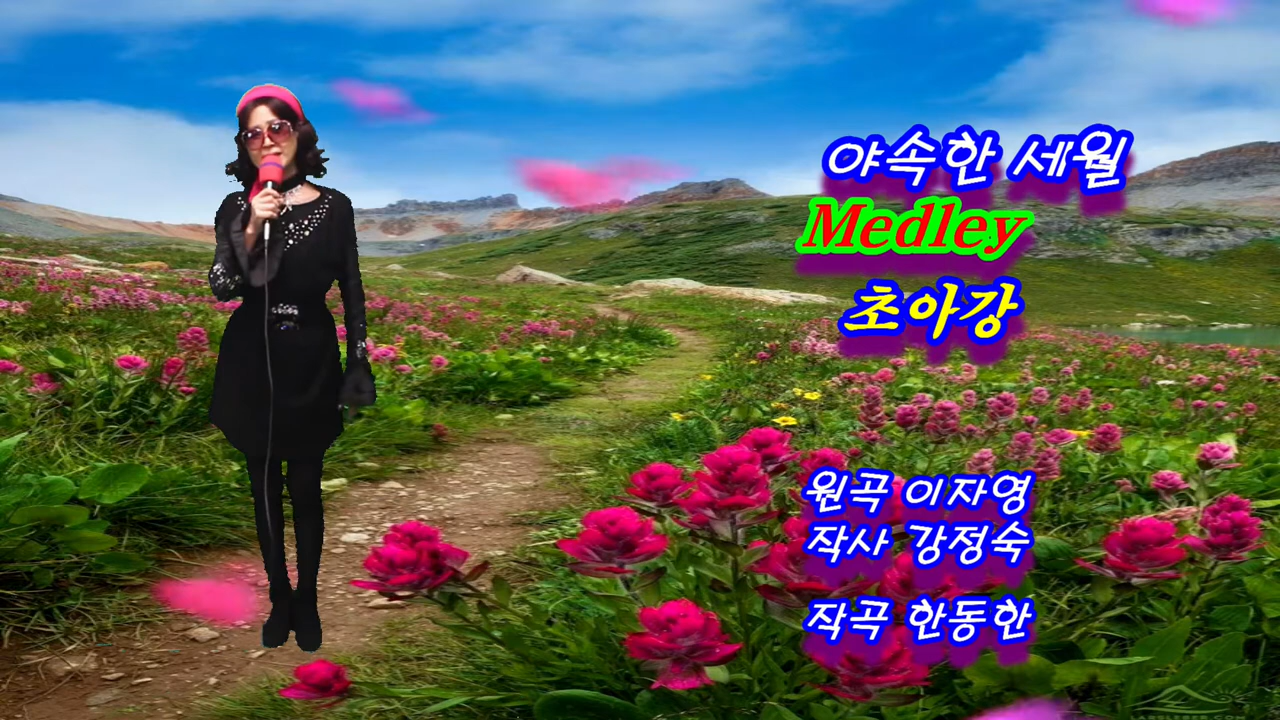 야속한 세월
Medley
초아강
원곡 이자영
작사 강정숙
작곡 한동한